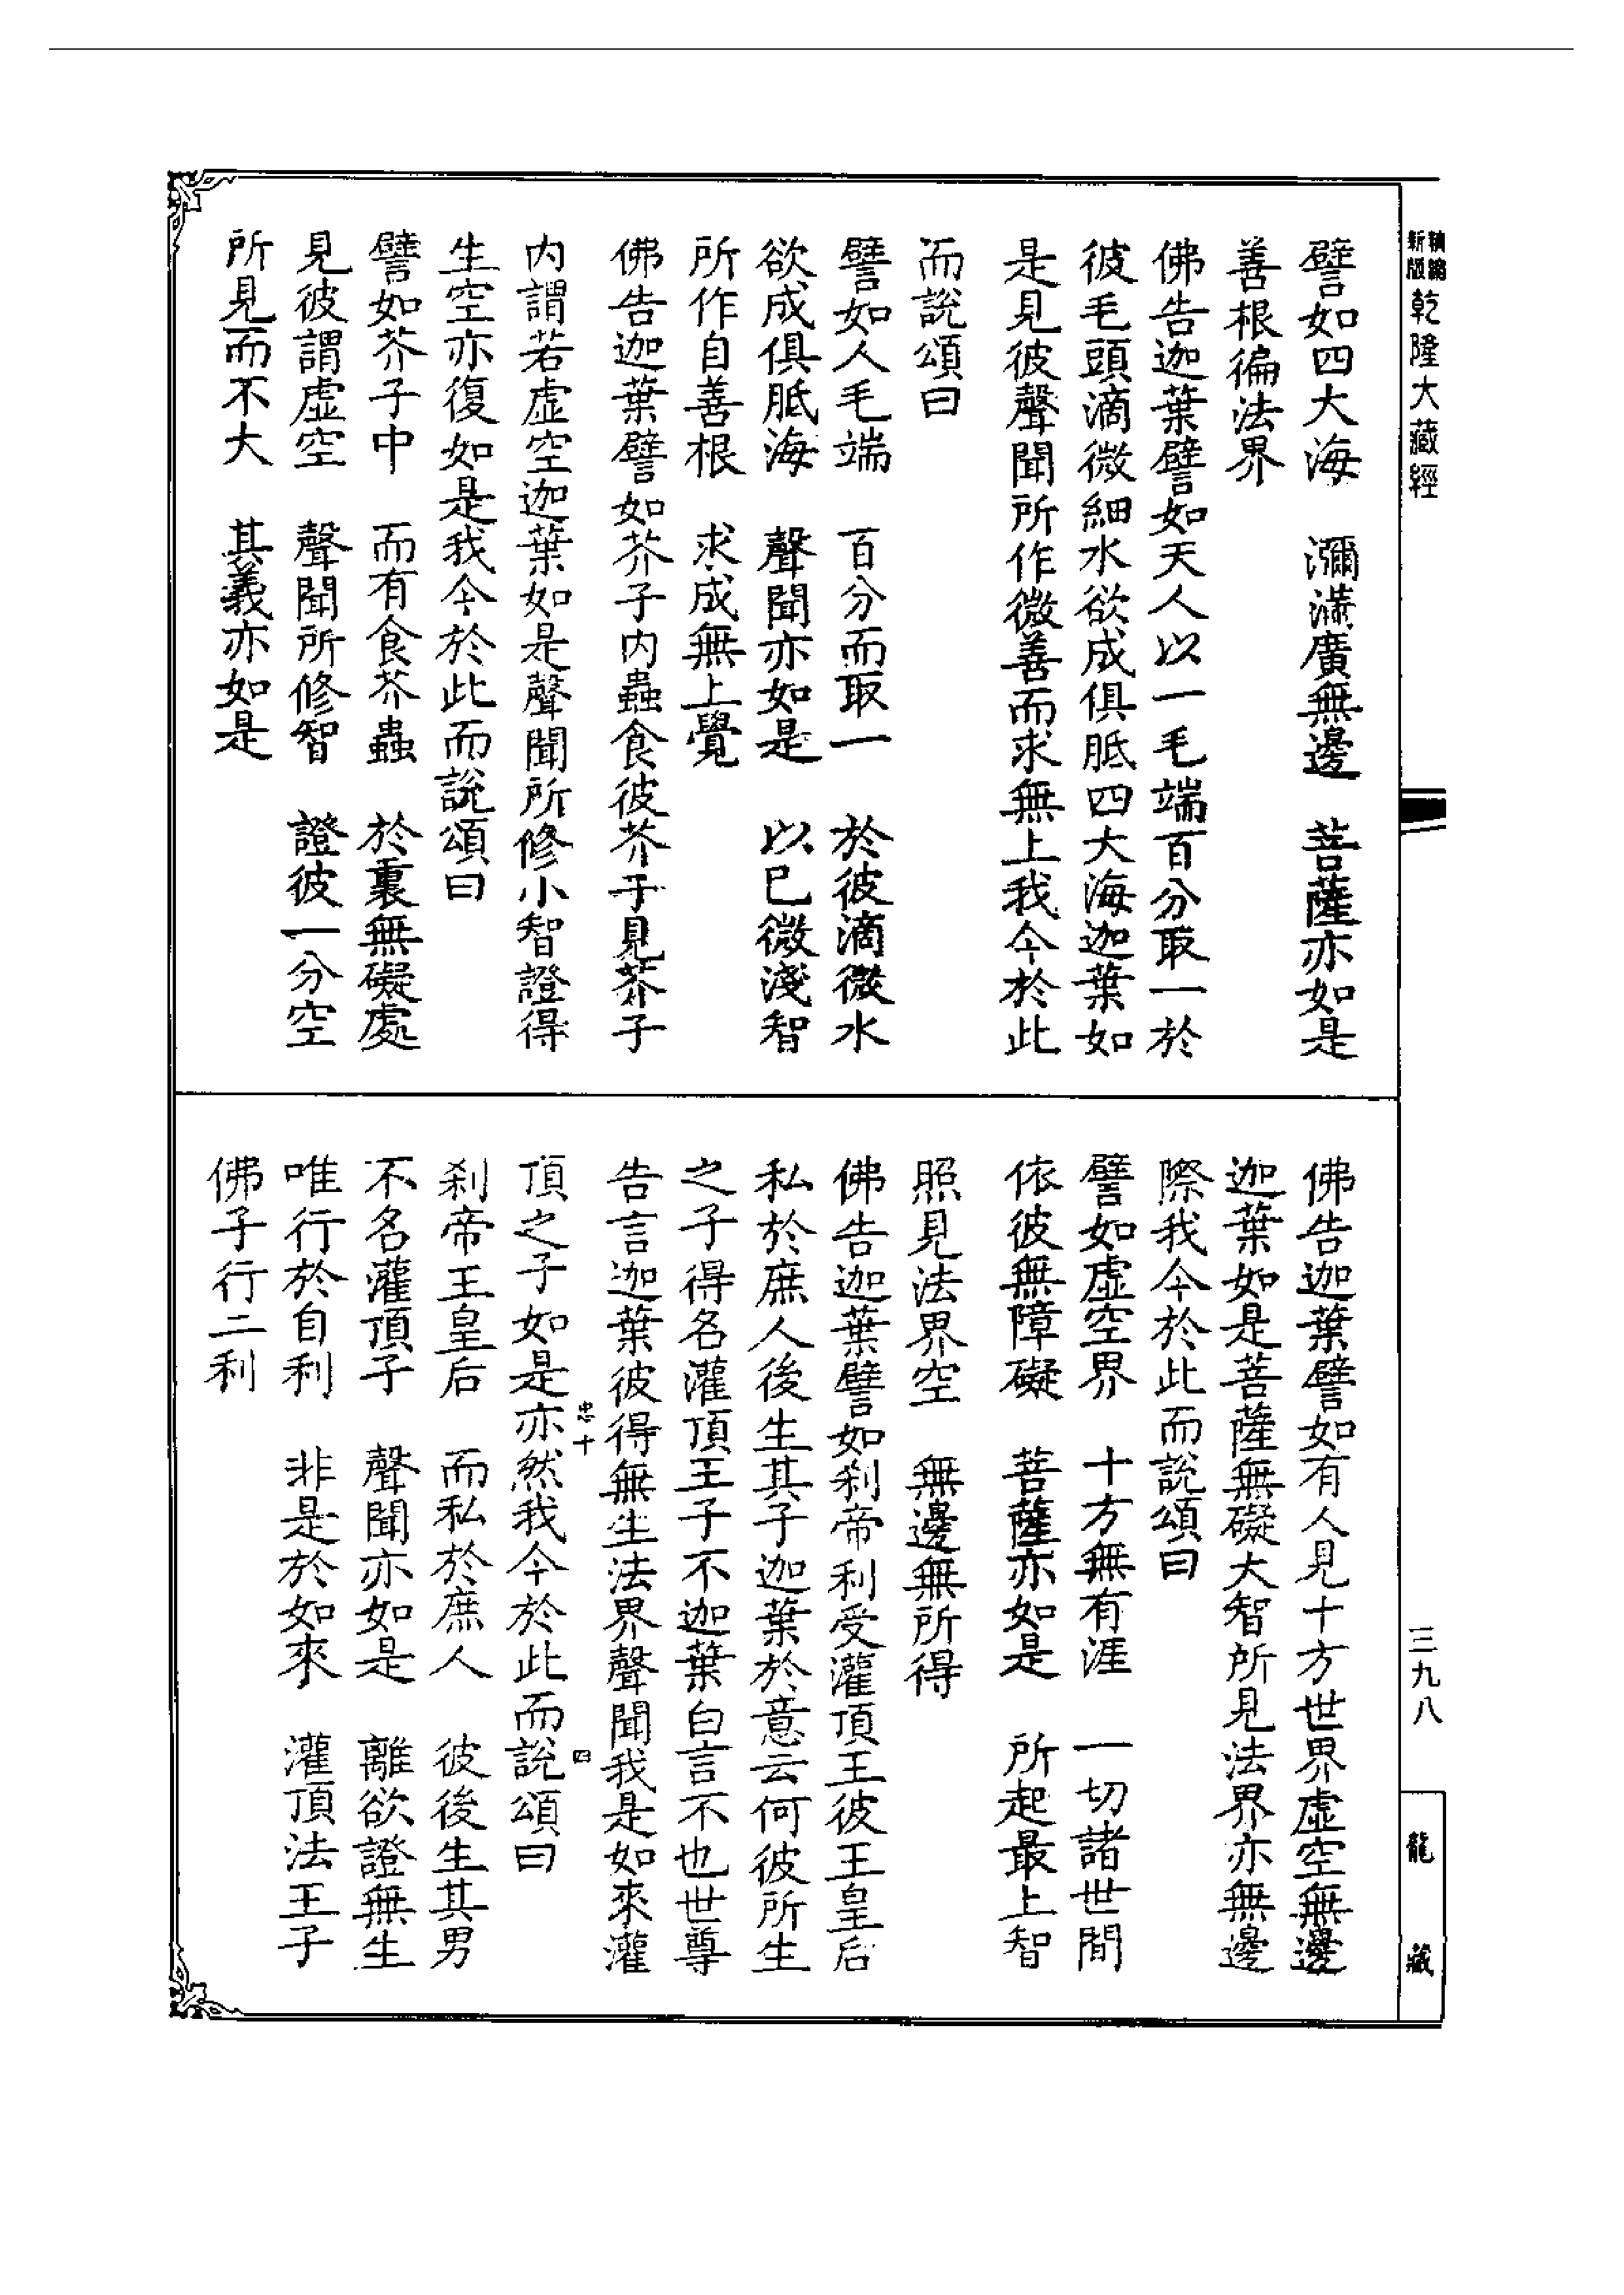 新編
新版
乾隆大藏經
譬如四大海　瀰滿廣無邊　菩薩亦如是
善根徧法界
佛告迦葉譬如天人以一毛端百分取一於
彼毛頭滴微細水欲成俱胝四大海迦葉如
是見彼聲聞所作微善而求無上我今於此
而說頌曰
譬如人毛端　百分而取一　於彼滴微水
欲成俱胝海　聲聞亦如是　以已微淺智
所作自善根　求成無上覺
佛告迦葉譬如芥子內蟲食彼芥子見芥子
內謂若虛空迦葉如是聲聞所修小智證得
生空亦復如是我今於此而說頌曰
譬如芥子中　而有食芥蟲　於裏無礙處
見彼謂虛空　聲聞所修智　證彼一分空
所見而不大　其義亦如是
佛告迦葉譬如有人見十方世界虛空無邊
迦葉如是菩薩無礙大智所見法界亦無邊
際我今於此而說頌曰
譬如虛空界　十方無有涯　一切諸世間
依彼無障礙　菩薩亦如是　所起最上智
照見法界空　無邊無所得
佛告迦葉譬如刹帝利受灌頂王彼王皇后
私於庶人後生其子迦葉於意云何彼所生
之子得名灌頂王子不迦葉白言不也世尊
告言迦葉彼得無生法界聲聞我是如來灌
忠十　四
頂之子如是亦然我今於此而說頌曰
刹帝王皇后　而私於庶人　彼後生其男
不名灌頂子　聲聞亦如是　離欲證無生
唯行於自利　非是於如來　灌頂法王子
佛子行二利
三九八
龍藏